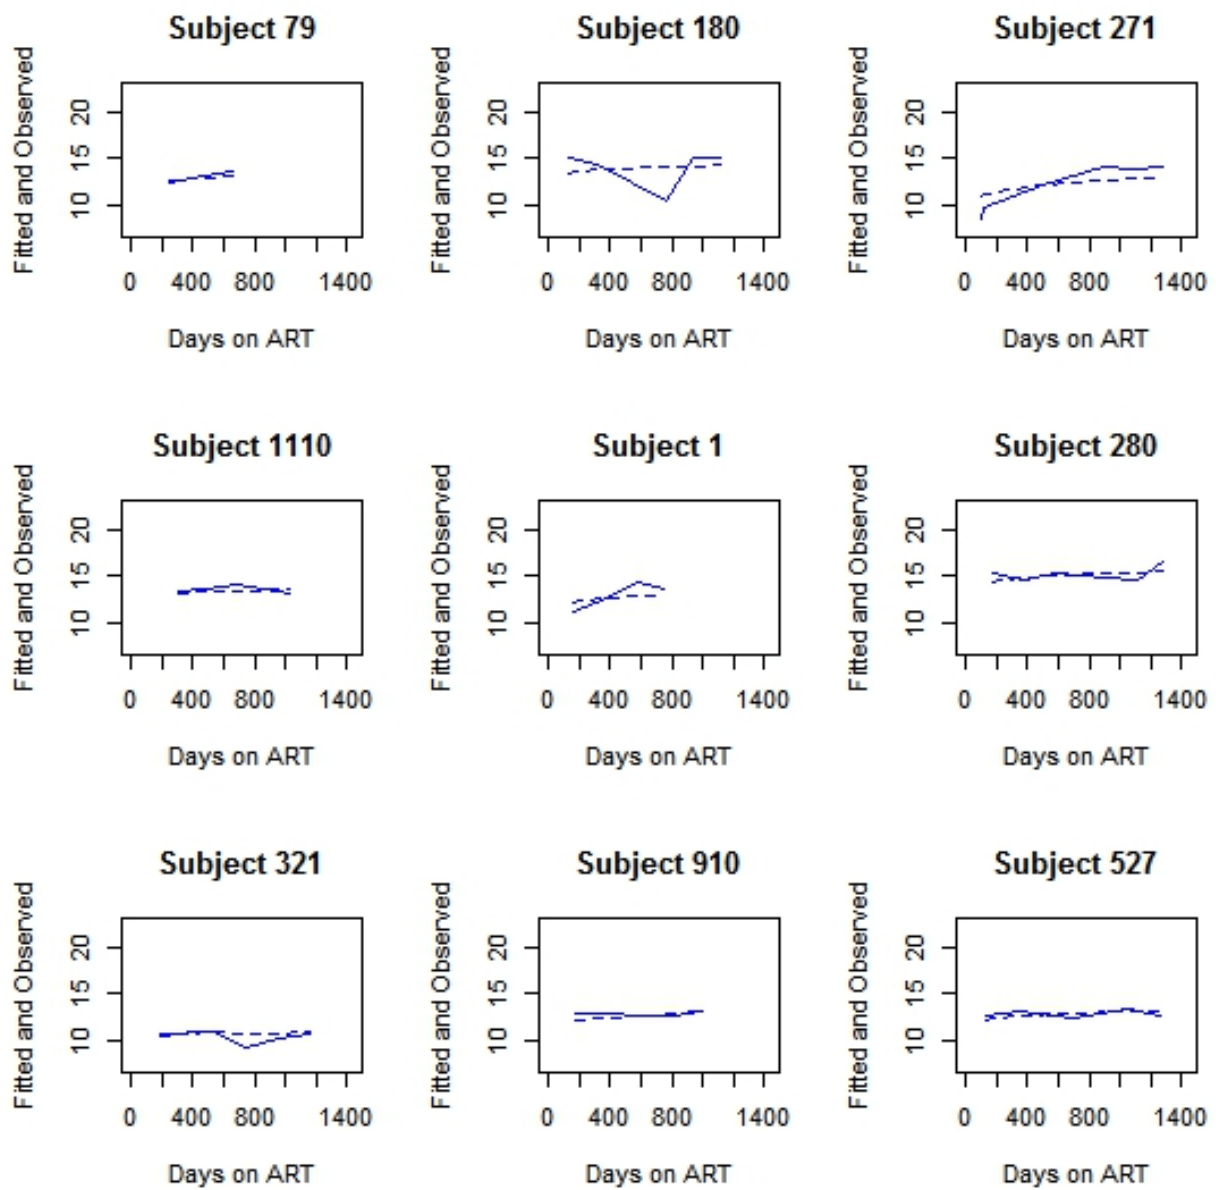 Subject 79
Fitted and Observed
20
15
10
0 400 800 1400
Days on ART
Subject 180
Fitted and Observed
20
15
10
0 400 800 1400
Days on ART
Subject 271
Fitted and Observed
20
15
10
0 400 800 1400
Days on ART
Subject 1110
Fitted and Observed
20
15
10
0 400 800 1400
Days on ART
Subject 1
Fitted and Observed
20
15
10
0 400 800 1400
Days on ART
Subject 280
Fitted and Observed
20
15
10
0 400 800 1400
Days on ART
Subject 321
Fitted and Observed
20
15
10
0 400 800 1400
Days on ART
Subject 910
Fitted and Observed
20
15
10
0 400 800 1400
Days on ART
Subject 527
Fitted and Observed
20
15
10
0 400 800 1400
Days on ART